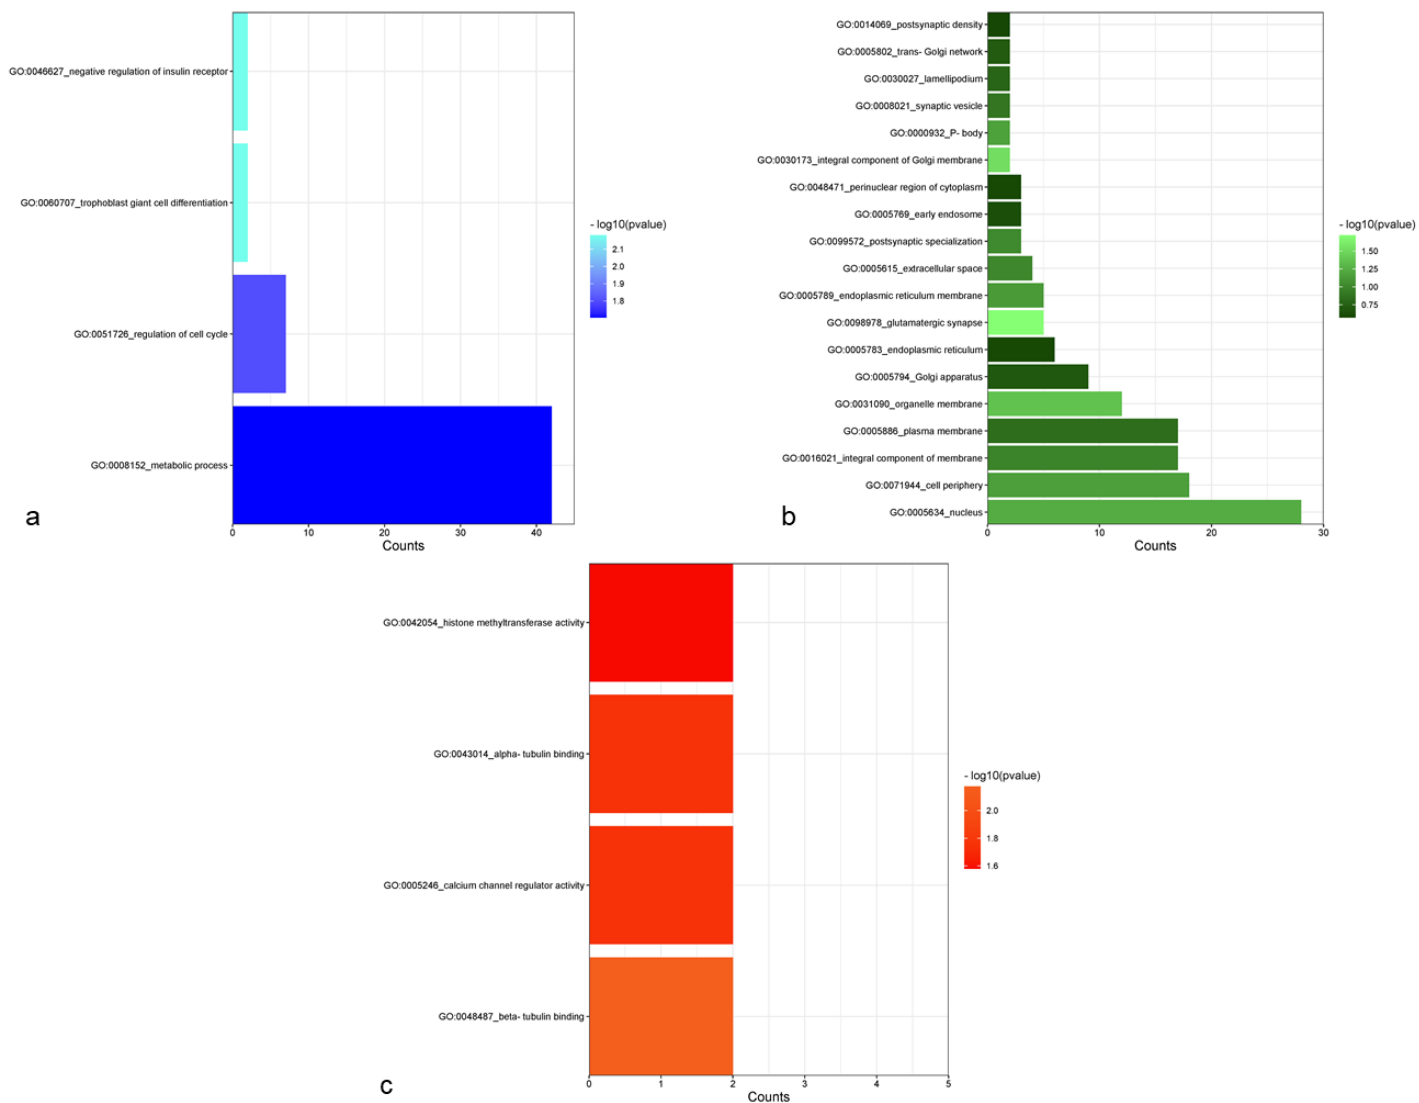 GO:0046627_negative regulation of insulin receptor
GO:0060707_trophoblast giant cell differentiation
GO:0051726_regulation of cell cycle
GO:0008152_metabolic process
0 10 20 30 40
Counts
- log10(pvalue)
2.1
2.0
1.9
1.8
a
GO:0014069_postsynaptic density
GO:0005802_trans- Golgi network
GO:0030027_lamellipodium
GO:0008021_synaptic vesicle
GO:0000932_P- body
GO:0030173_integral component of Golgi membrane
GO:0048471_perinuclear region of cytoplasm
GO:0005769_early endosome
GO:0099572_postsynaptic specialization
GO:0005615_extracellular space
GO:0005789_endoplasmic reticulum membrane
GO:0098978_glutamatergic synapse
GO:0005783_endoplasmic reticulum
GO:0005794_Golgi apparatus
GO:0031090_organelle membrane
GO:0005886_plasma membrane
GO:0016021_integral component of membrane
GO:0071944_cell periphery
GO:0005634_nucleus
0 10 20 30
Counts
- log10(pvalue)
1.50
1.25
1.00
0.75
b
GO:0042054_histone methyltransferase activity
GO:0043014_alpha- tubulin binding
GO:0005246_calcium channel regulator activity
GO:0048487_beta- tubulin binding
0 1 2 3 4 5
Counts
- log10(pvalue)
2.0
1.8
1.6
c